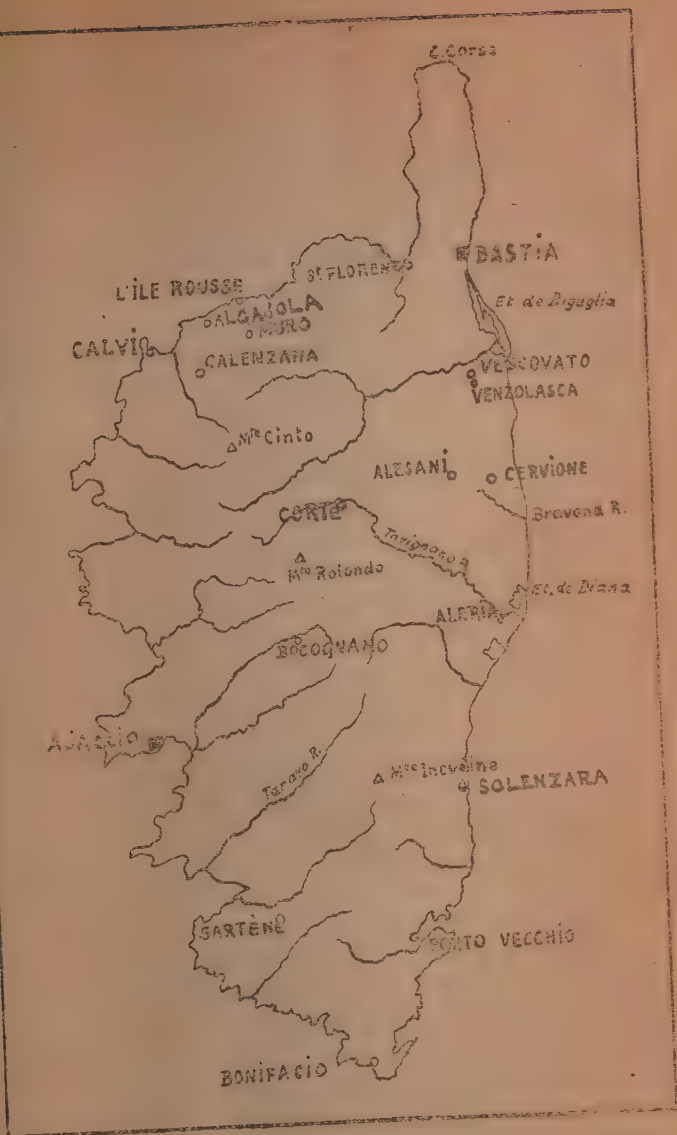 C. Corse
BASTIA
St FLORENT
Et. de Biguglia
L'ÎLE ROUSSE
ALGAJOLA
MURO
CALVI
CALENZANA
VESCOVATO
VENZOLASCA
Mte Cinto
ALESANI
CERVIONE
CORTE
Bravona R.
Tavignano R.
Mte Rotondo
Et. de Diana
ALERIA
BOCOGNANO
AJACCIO
Taravo R.
Mte Incudine
SOLENZARA
SARTÈNE
PORTO VECCHIO
BONIFACIO